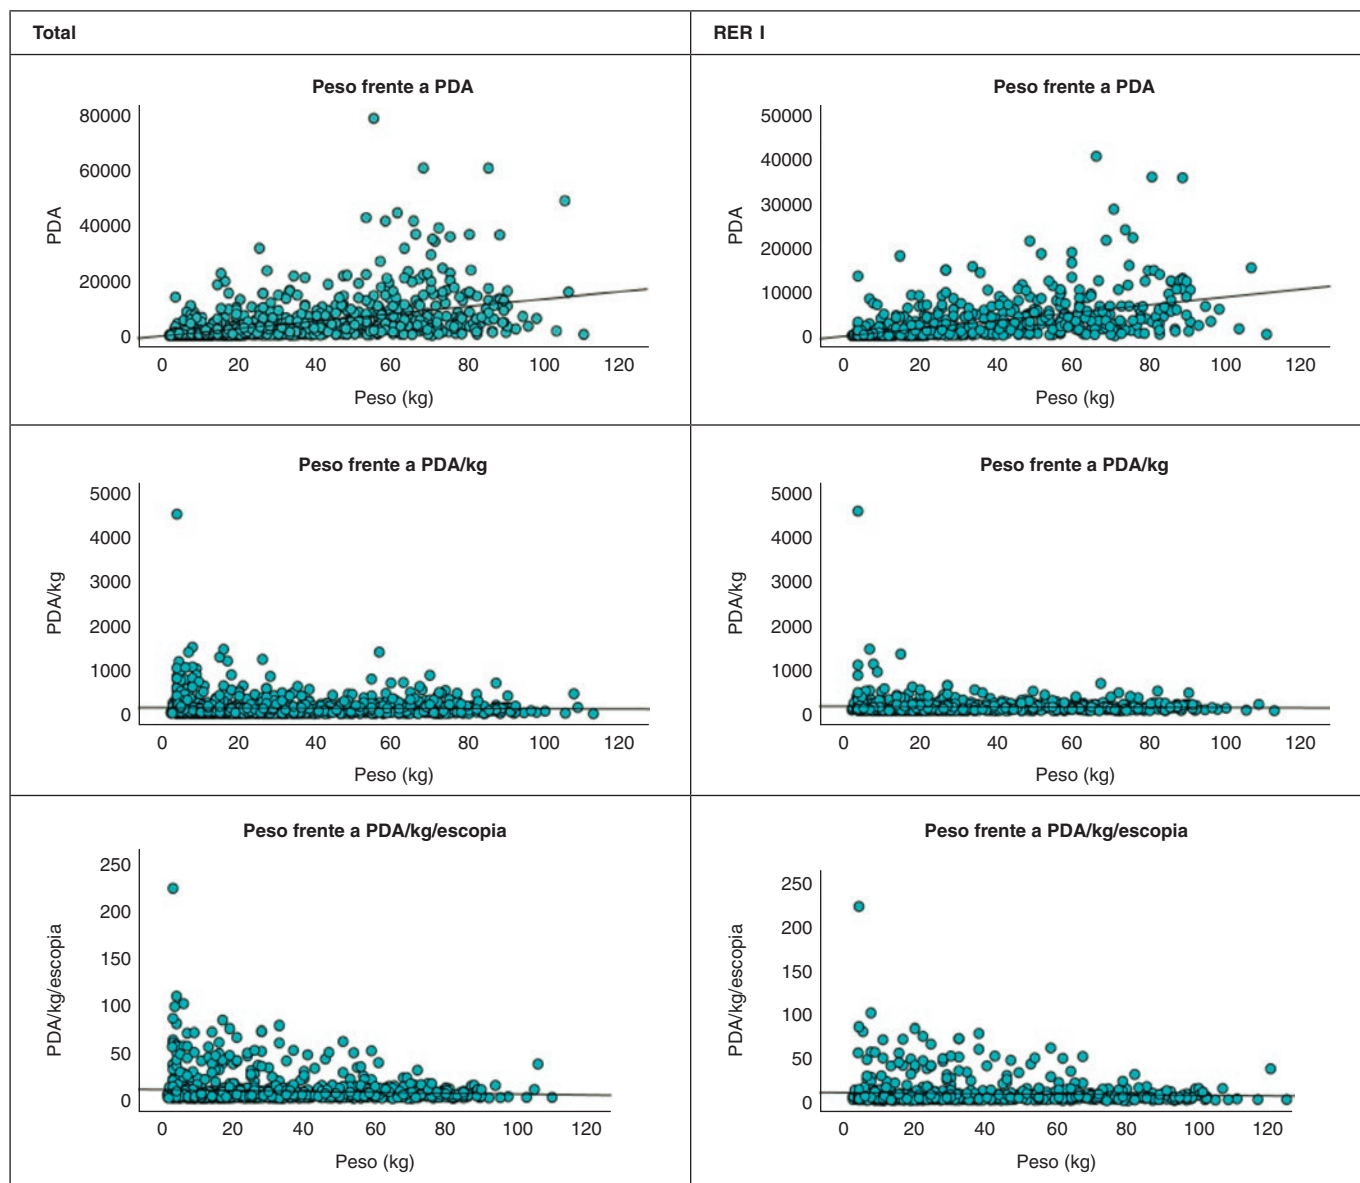 Total
RER I
Peso frente a PDA
80000
60000
40000
20000
0
PDA
0 20 40 60 80 100 120
Peso (kg)
Peso frente a PDA
50000
40000
30000
20000
10000
0
PDA
0 20 40 60 80 100 120
Peso (kg)
Peso frente a PDA/kg
5000
4000
3000
2000
1000
0
PDA/kg
0 20 40 60 80 100 120
Peso (kg)
Peso frente a PDA/kg
5000
4000
3000
2000
1000
0
PDA/kg
0 20 40 60 80 100 120
Peso (kg)
Peso frente a PDA/kg/escopia
250
200
150
100
50
0
PDA/kg/escopia
0 20 40 60 80 100 120
Peso (kg)
Peso frente a PDA/kg/escopia
250
200
150
100
50
0
PDA/kg/escopia
0 20 40 60 80 100 120
Peso (kg)